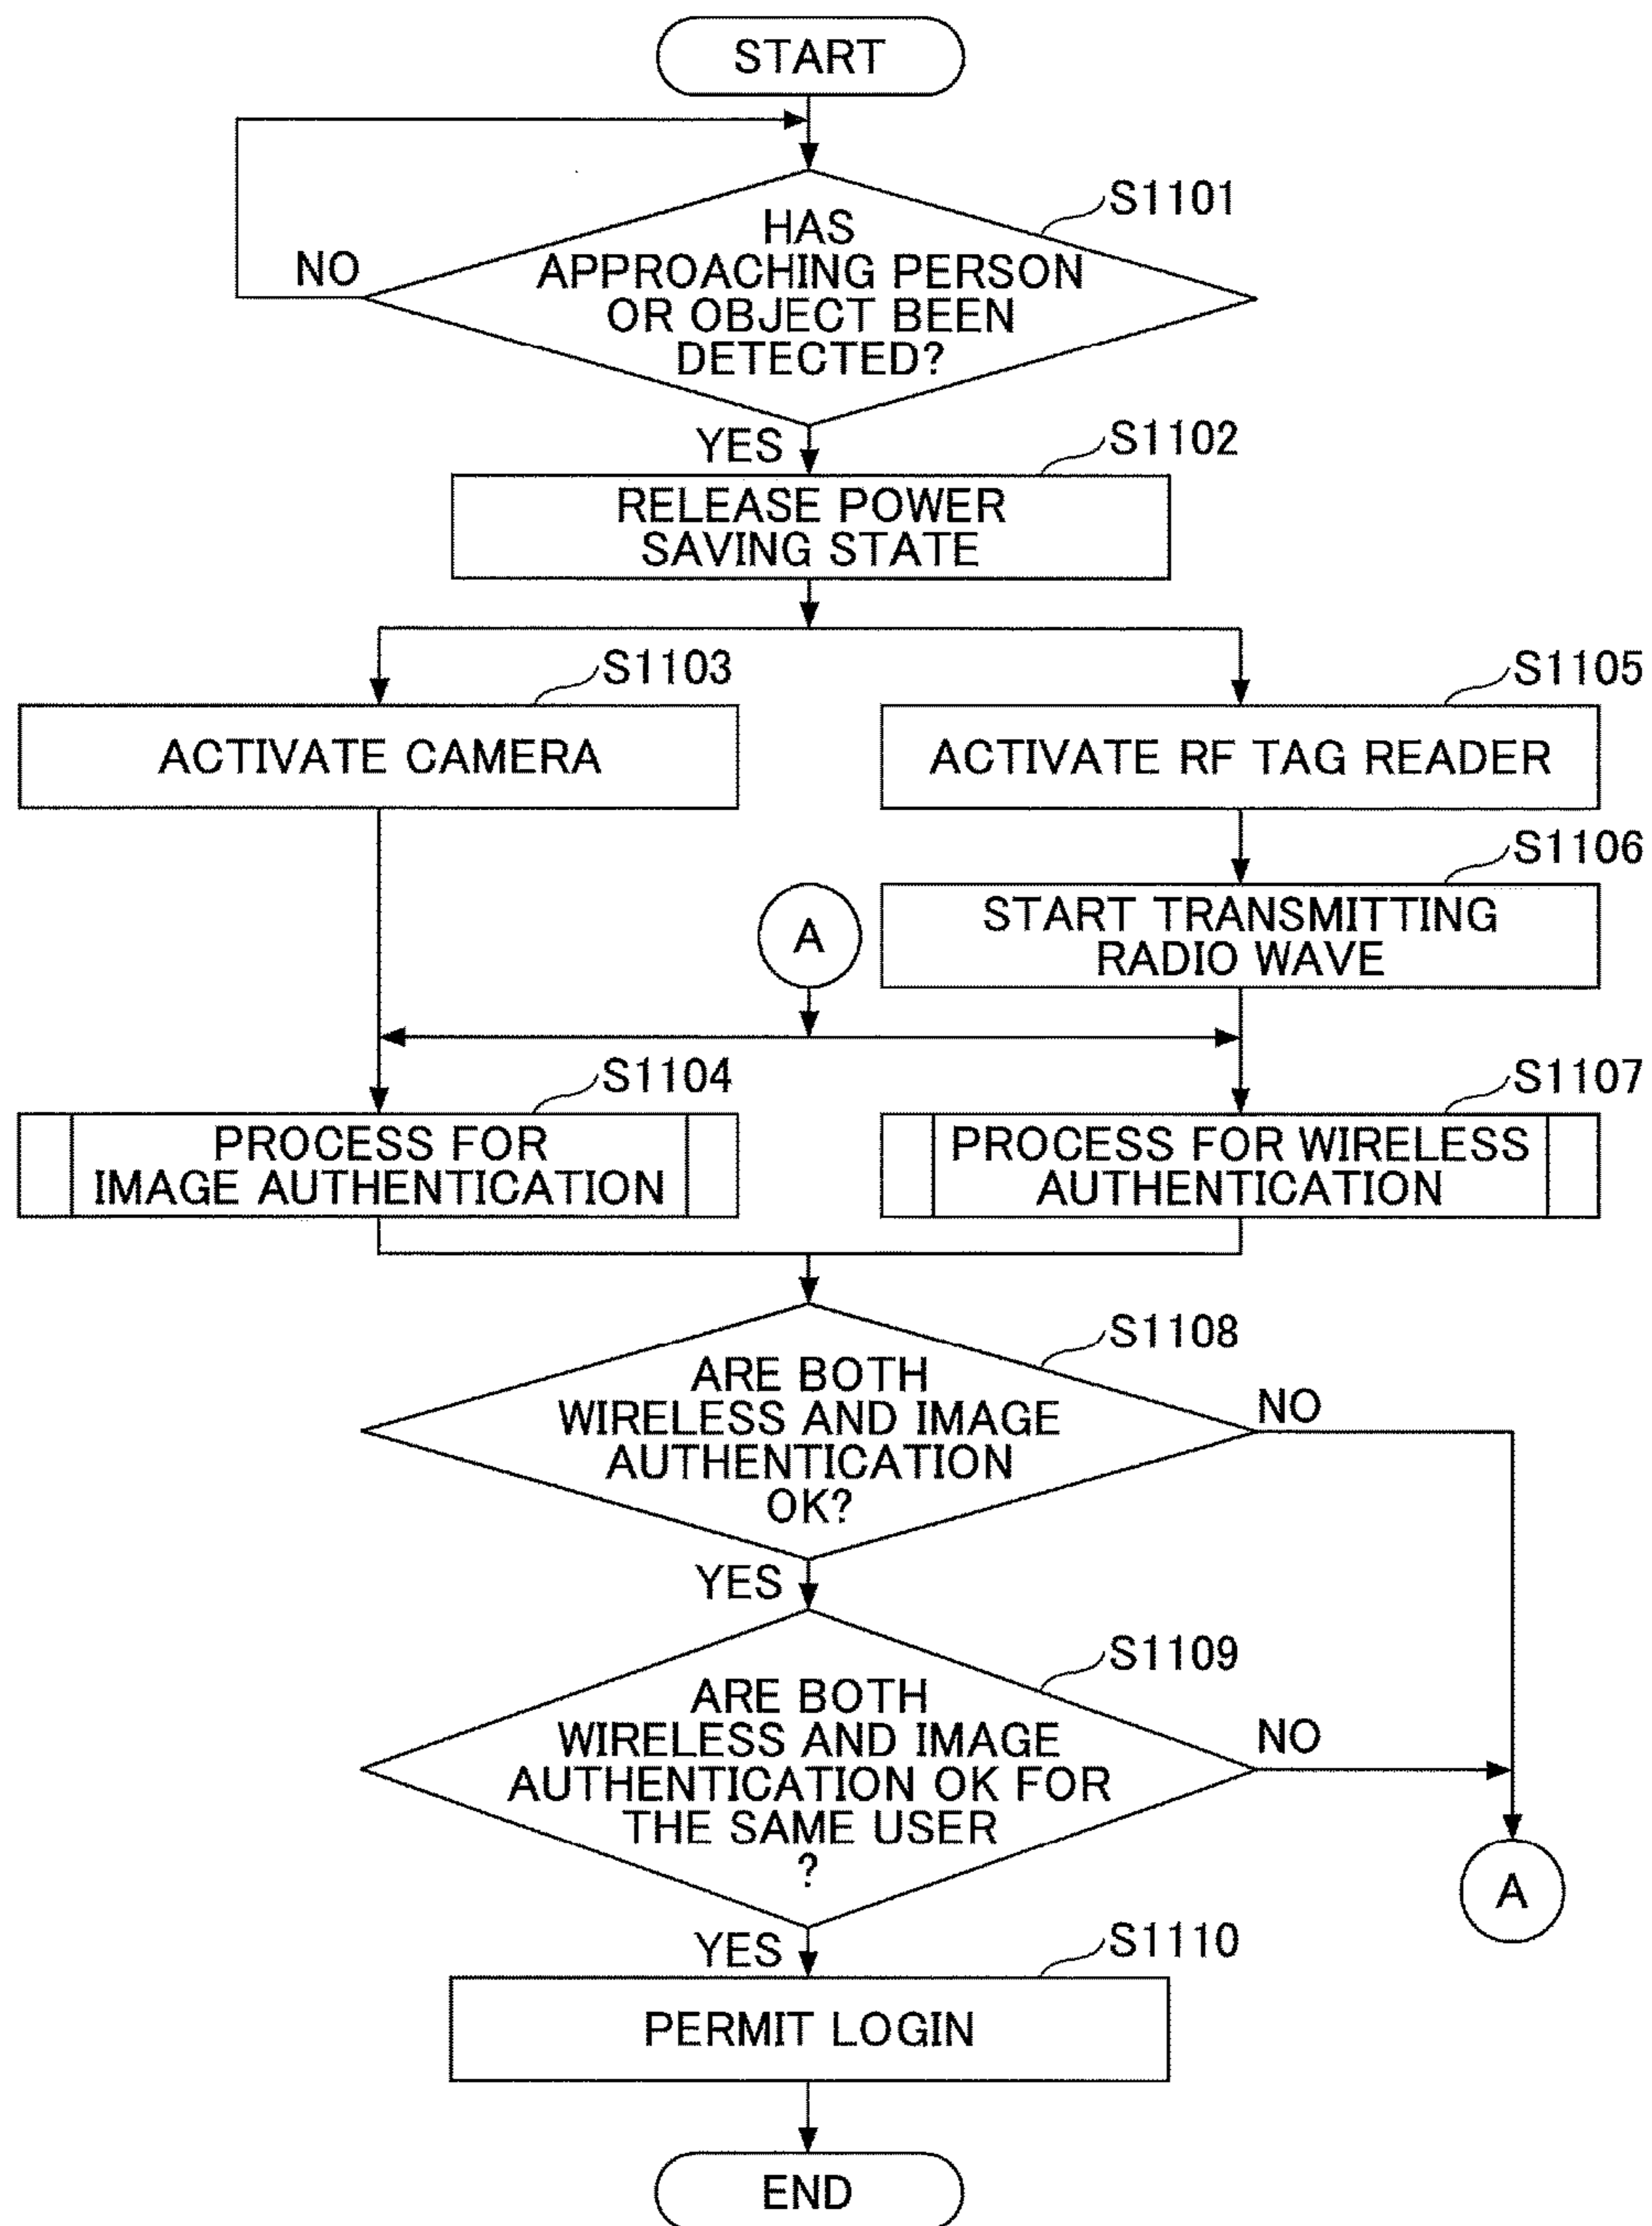 START
S1101
HAS
APPROACHING PERSON
OR OBJECT BEEN
DETECTED?
NO
YES
S1102
RELEASE POWER
SAVING STATE
S1103
ACTIVATE CAMERA
S1105
ACTIVATE RF TAG READER
S1106
START TRANSMITTING
RADIO WAVE
A
S1104
PROCESS FOR
IMAGE AUTHENTICATION
S1107
PROCESS FOR WIRELESS
AUTHENTICATION
S1108
ARE BOTH
WIRELESS AND IMAGE
AUTHENTICATION
OK?
NO
YES
S1109
ARE BOTH
WIRELESS AND IMAGE
AUTHENTICATION OK FOR
THE SAME USER
?
NO
A
YES
S1110
PERMIT LOGIN
END